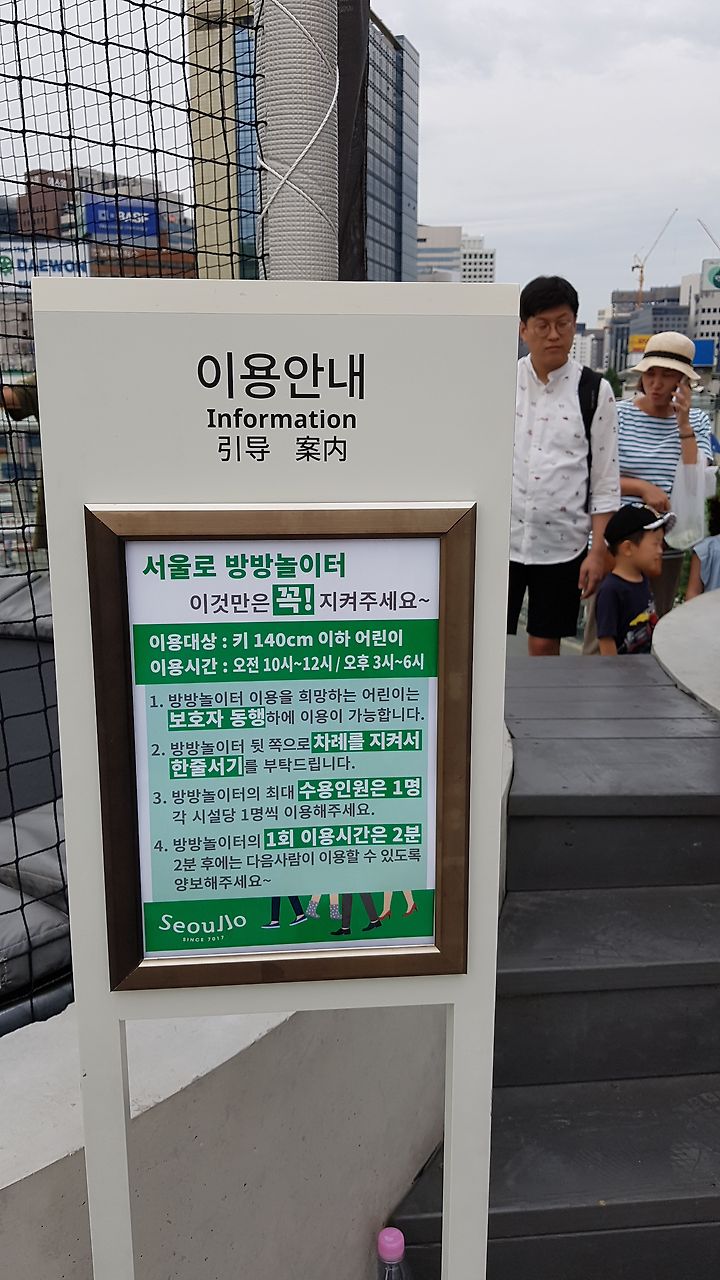 BASF
DAEWON
이용안내
Information
引导 案内
서울로 방방놀이터
이것만은 꼭! 지켜주세요~
이용대상 : 키 140cm 이하 어린이
이용시간 : 오전 10시~12시 / 오후 3시~6시
1. 방방놀이터 이용을 희망하는 어린이는
보호자 동행하에 이용이 가능합니다.
2. 방방놀이터 뒷 쪽으로 차례를 지켜서
한줄서기를 부탁드립니다.
3. 방방놀이터의 최대 수용인원은 1명
각 시설당 1명씩 이용해주세요.
4. 방방놀이터의 1회 이용시간은 2분
2분 후에는 다음사람이 이용할 수 있도록
양보해주세요~
Seoullo
SINCE 7017